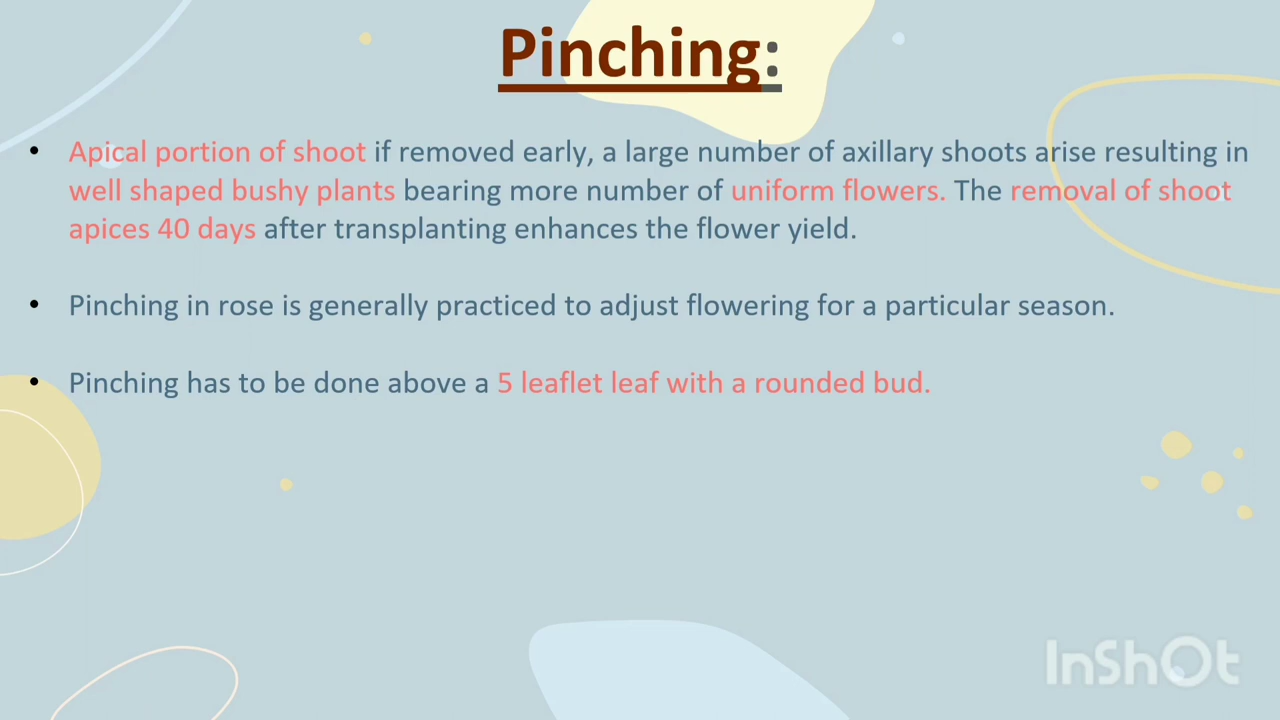 Pinching:
• Apical portion of shoot if removed early, a large number of axillary shoots arise resulting in
well shaped bushy plants bearing more number of uniform flowers. The removal of shoot
apices 40 days after transplanting enhances the flower yield.
• Pinching in rose is generally practiced to adjust flowering for a particular season.
• Pinching has to be done above a 5 leaflet leaf with a rounded bud.
InShOt